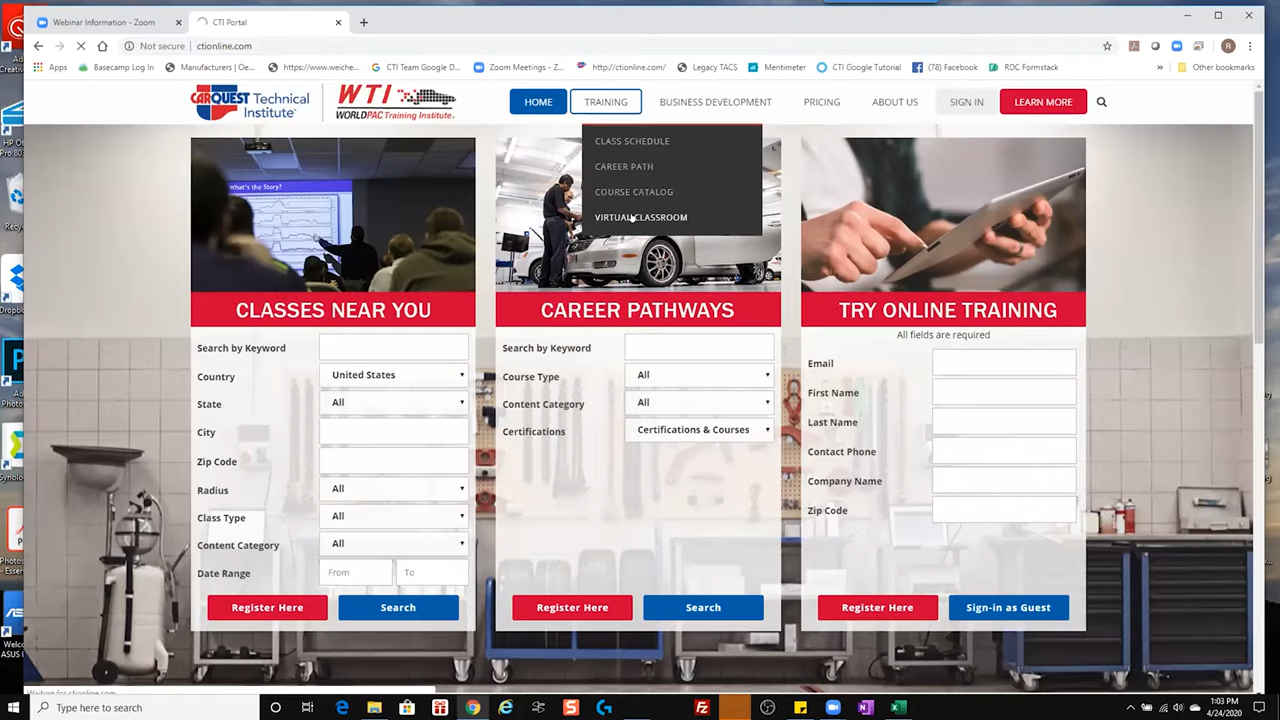 Webinar Information - Zoom
CTI Portal
Not secure
ctionline.com
R
Apps
Basecamp Log In
Manufacturers | Oe...
https://www.weiche...
CTI Team Google D...
Zoom Meetings - Z...
http://ctionline.com/
Legacy TACS
Mentimeter
CTI Google Tutorial
(78) Facebook
RDC Formstack
»
Other bookmarks
CARQUEST Technical Institute®
WTI
WORLDPAC Training Institute.
HOME
TRAINING
BUSINESS DEVELOPMENT
PRICING
ABOUT US
SIGN IN
LEARN MORE
CLASS SCHEDULE
CAREER PATH
COURSE CATALOG
VIRTUAL CLASSROOM
What's the Story?
CLASSES NEAR YOU
Search by Keyword
Country
United States
State
All
City
Zip Code
Radius
All
Class Type
All
Content Category
All
Date Range
From
To
Register Here
Search
CAREER PATHWAYS
Search by Keyword
Course Type
All
Content Category
All
Certifications
Certifications & Courses
Register Here
Search
TRY ONLINE TRAINING
All fields are required
Email
First Name
Last Name
Contact Phone
Company Name
Zip Code
Register Here
Sign-in as Guest
Waiting for ctionline.com
Type here to search
1:03 PM
4/24/2020